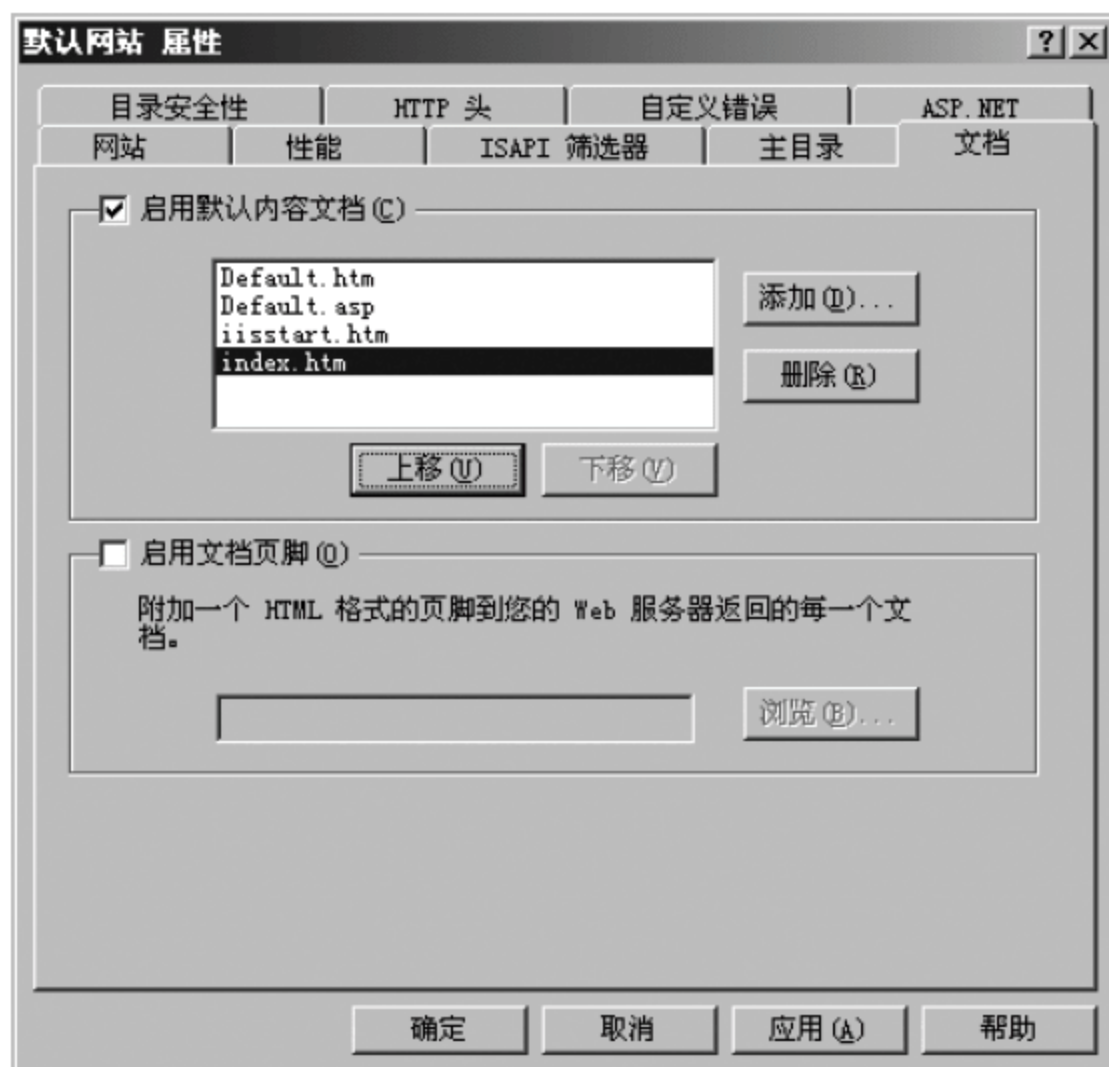 默认网站 属性
目录安全性 HTTP 头 自定义错误 ASP.NET
网站 性能 ISAPI 筛选器 主目录 文档
启用默认内容文档(C)
Default.htm
Default.asp
iisstart.htm
index.htm
添加(D)...
删除(R)
上移(U) 下移(V)
启用文档页脚(O)
附加一个 HTML 格式的页脚到您的 Web 服务器返回的每一个文
档。
浏览(B)...
确定 取消 应用(A) 帮助